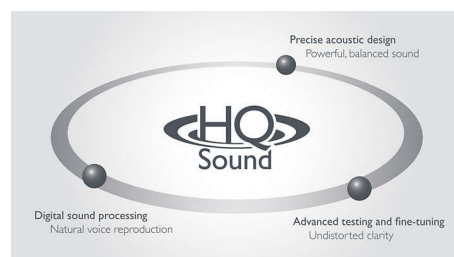 Precise acoustic design
Powerful, balanced sound
HQ
Sound
Digital sound processing
Natural voice reproduction
Advanced testing and fine-tuning
Undistorted clarity